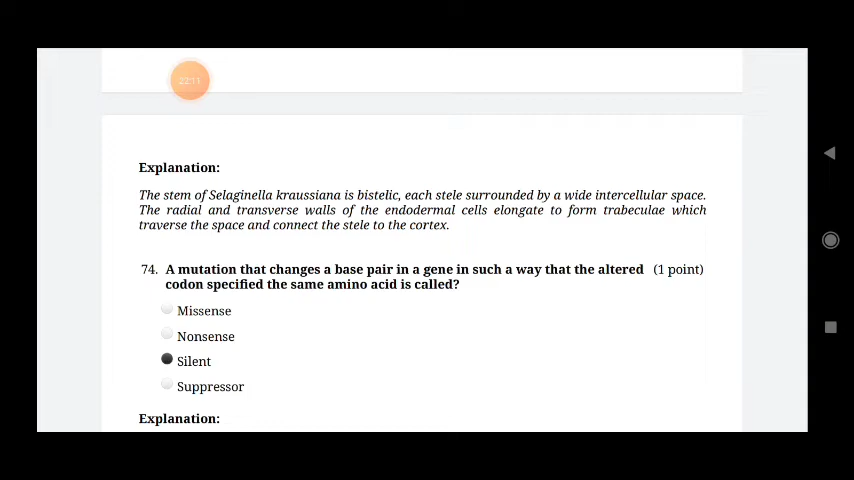 22:11
Explanation:
The stem of Selaginella kraussiana is bistelic, each stele surrounded by a wide intercellular space.
The radial and transverse walls of the endodermal cells elongate to form trabeculae which
traverse the space and connect the stele to the cortex.
74. A mutation that changes a base pair in a gene in such a way that the altered (1 point)
codon specified the same amino acid is called?
Missense
Nonsense
Silent
Suppressor
Explanation: